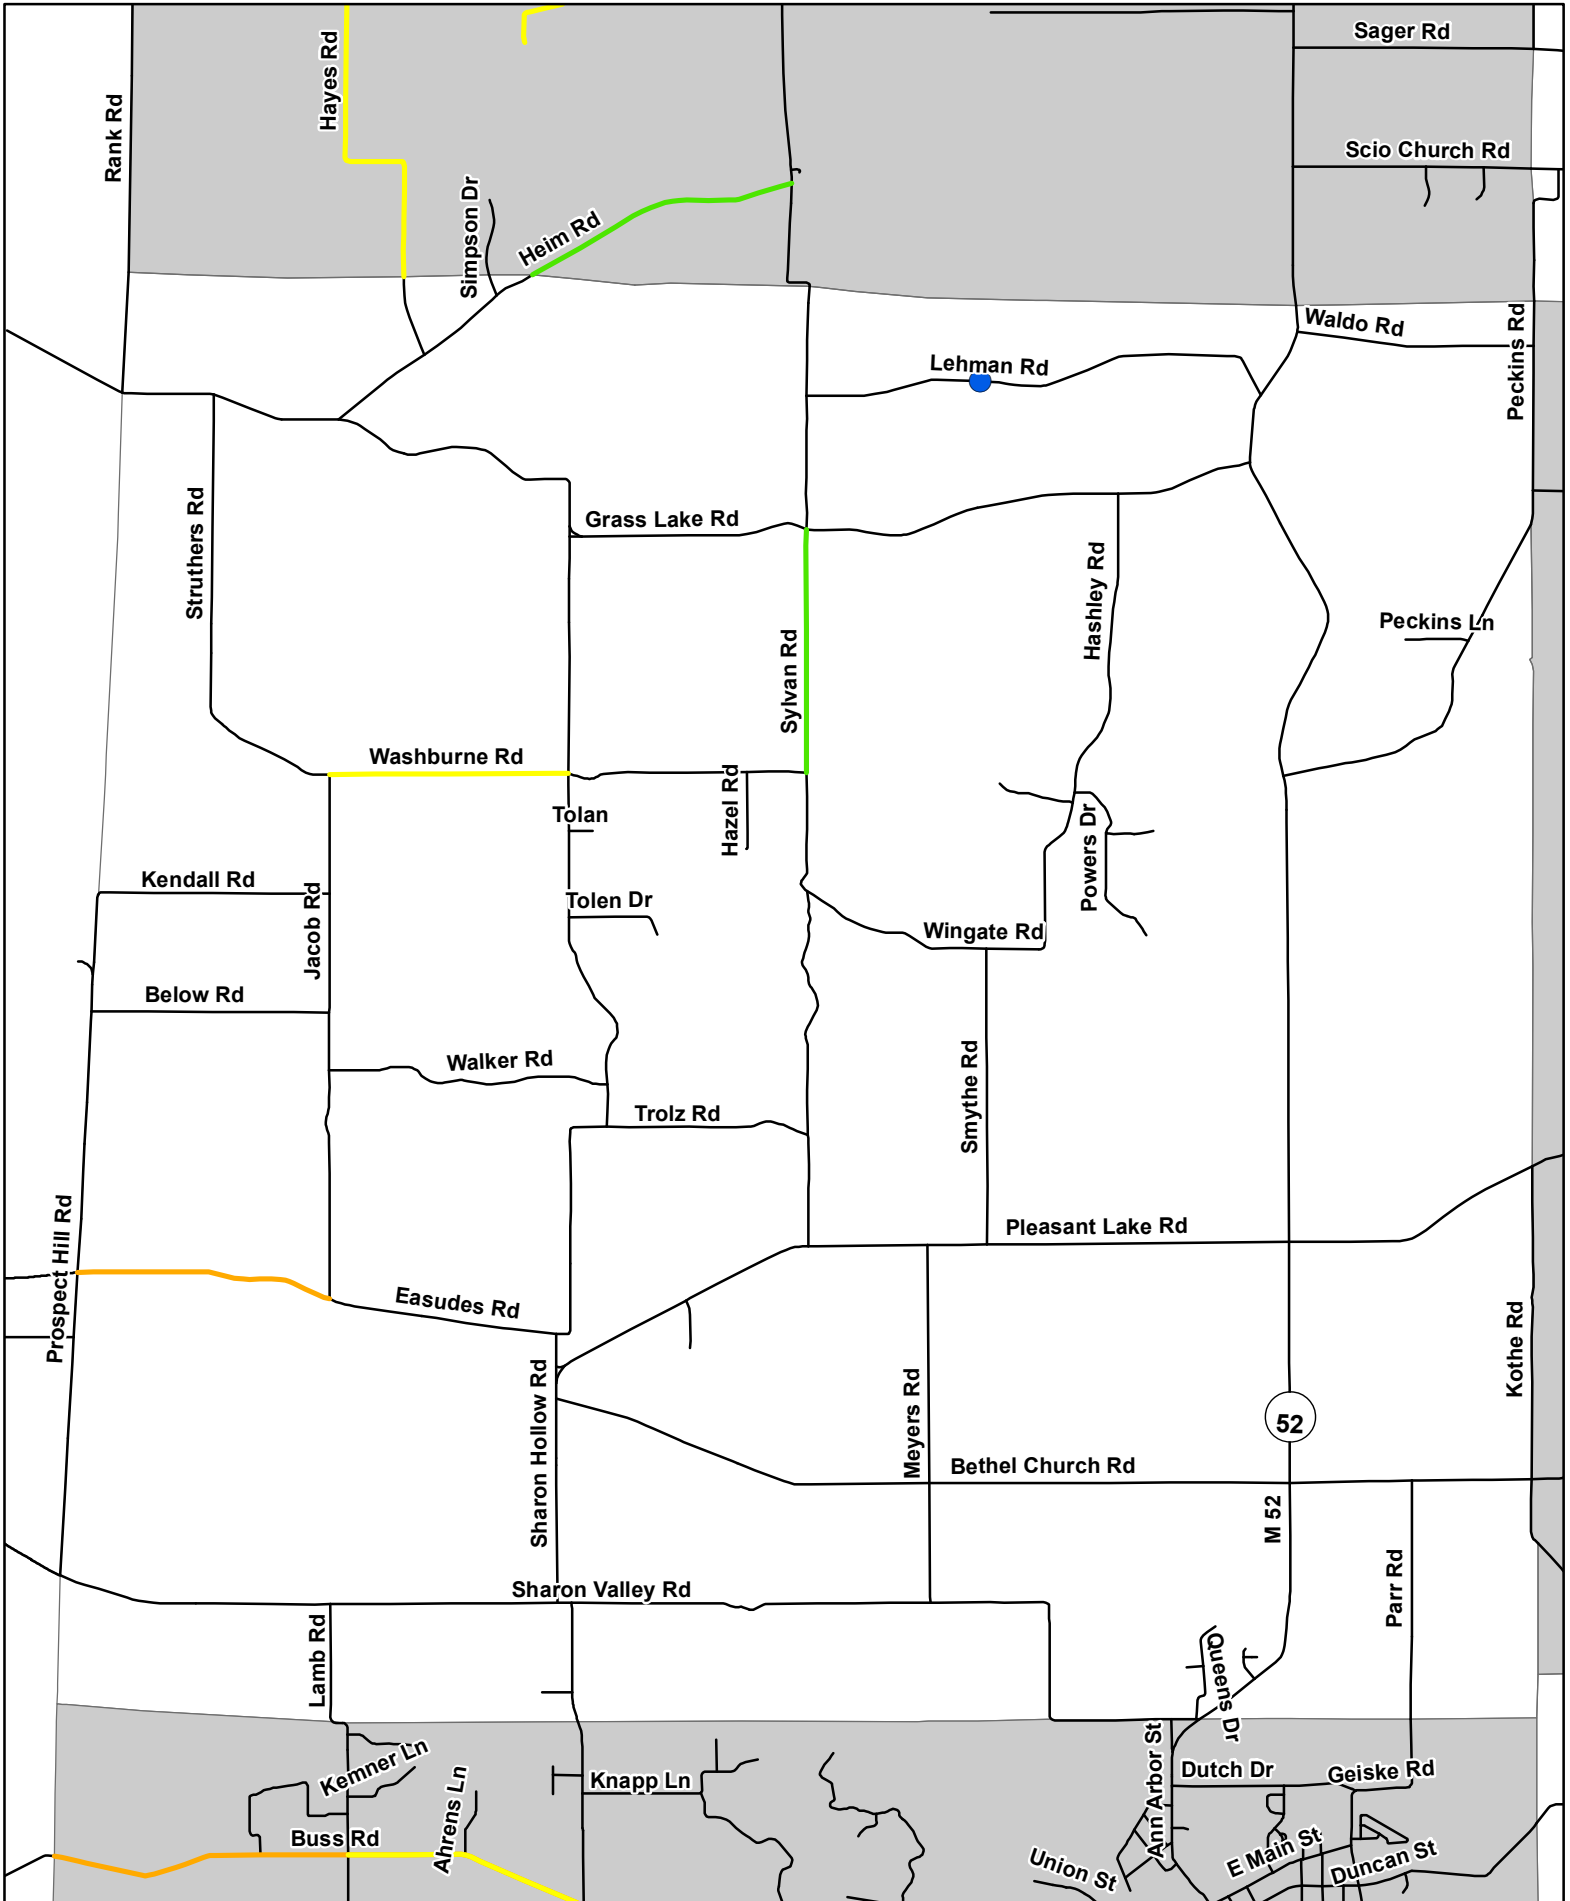 Sager Rd
Hayes Rd
Rank Rd
Scio Church Rd
Simpson Dr
Heim Rd
Waldo Rd
Peckins Rd
Lehman Rd
Grass Lake Rd
Struthers Rd
Hashley Rd
Peckins Ln
Sylvan Rd
Washburne Rd
Hazel Rd
Tolan
Powers Dr
Kendall Rd
Jacob Rd
Tolen Dr
Wingate Rd
Below Rd
Walker Rd
Smythe Rd
Trolz Rd
Pleasant Lake Rd
Prospect Hill Rd
Easudes Rd
Kothe Rd
Sharon Hollow Rd
Meyers Rd
52
Bethel Church Rd
M 52
Parr Rd
Sharon Valley Rd
Lamb Rd
Queens Dr
Kemner Ln
Ann Arbor St
Dutch Dr
Geiske Rd
Knapp Ln
Ahrens Ln
Buss Rd
E Main St
Duncan St
Union St